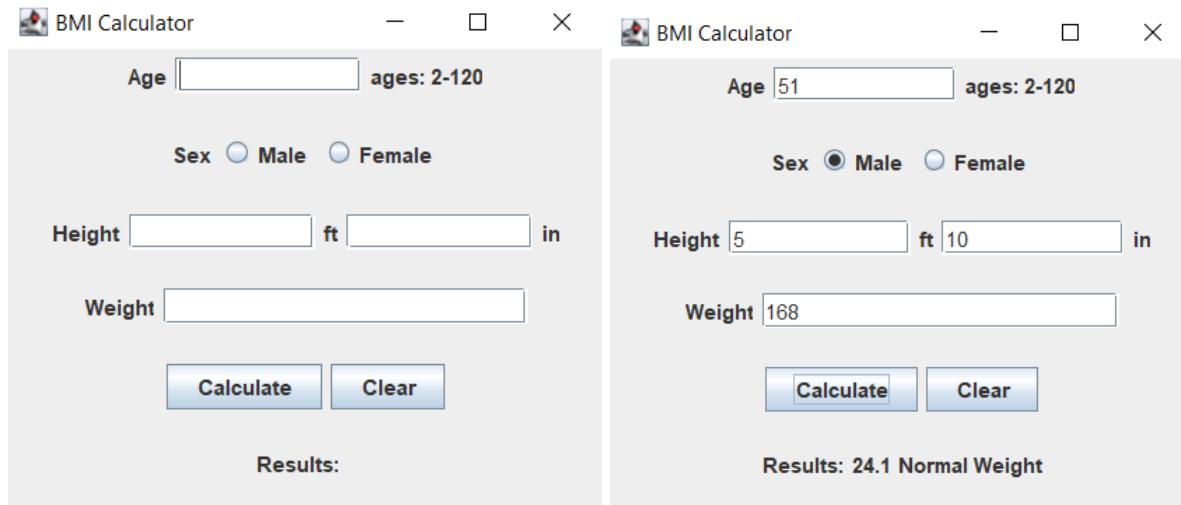 BMI Calculator
Age ages: 2-120
Sex Male Female
Height ft in
Weight
Calculate Clear
Results:
BMI Calculator
Age 51 ages: 2-120
Sex Male Female
Height 5 ft 10 in
Weight 168
Calculate Clear
Results: 24.1 Normal Weight